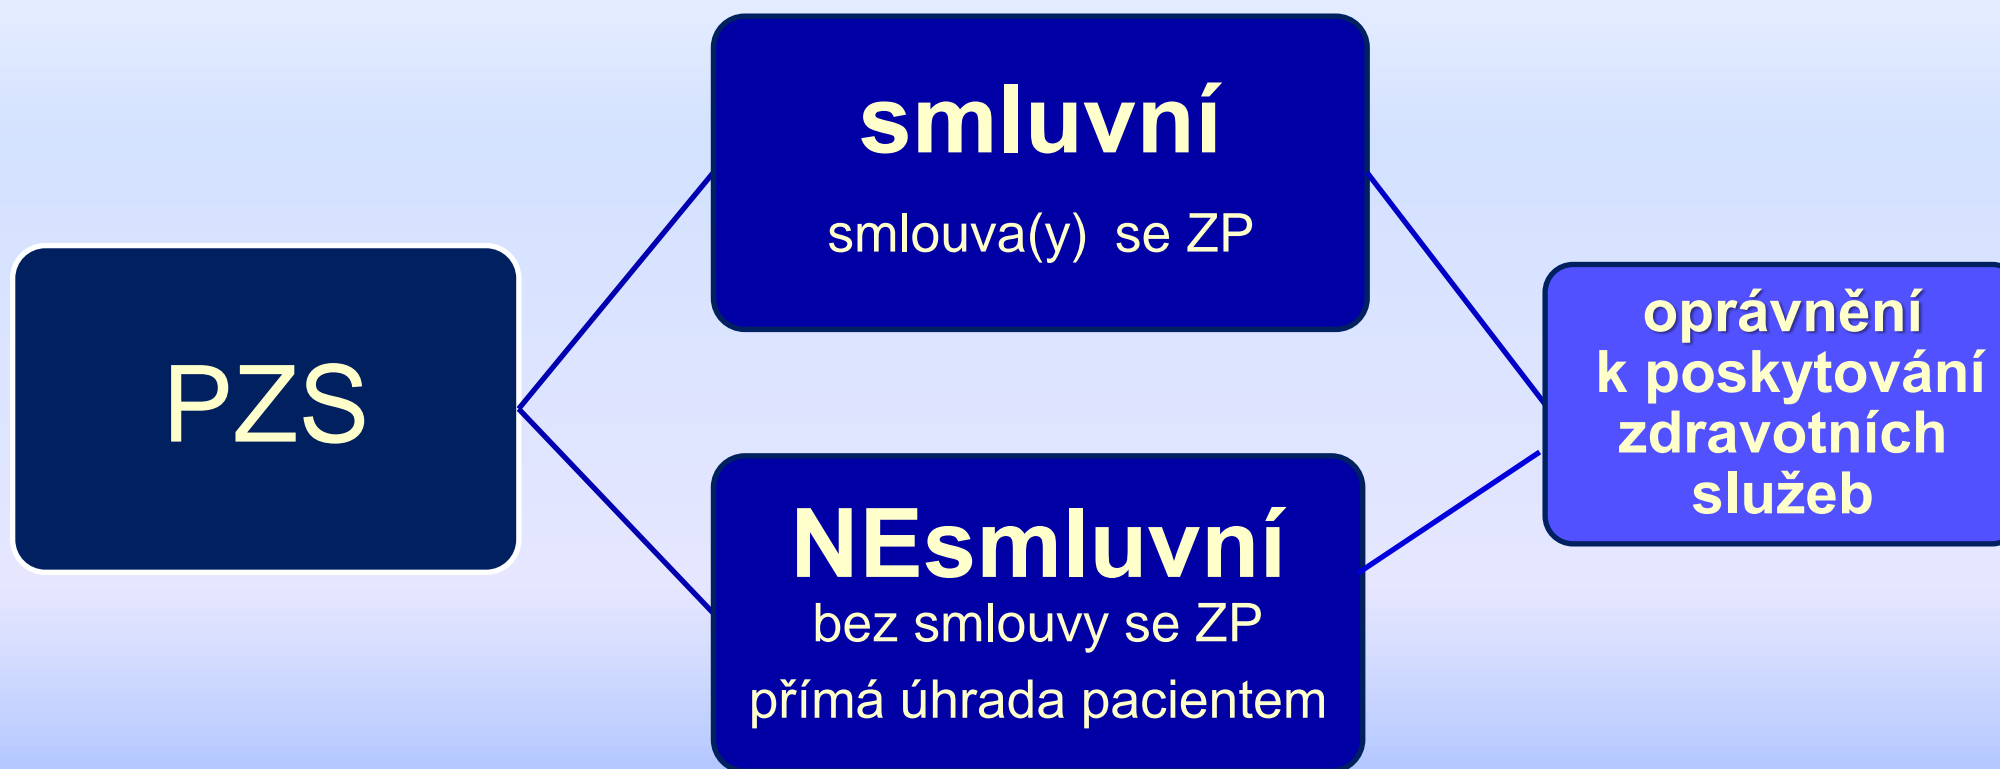 PZS
smluvní
smlouva(y) se ZP
NEsmluvní
bez smlouvy se ZP
přímá úhrada pacientem
oprávnění
k poskytování
zdravotních
služeb